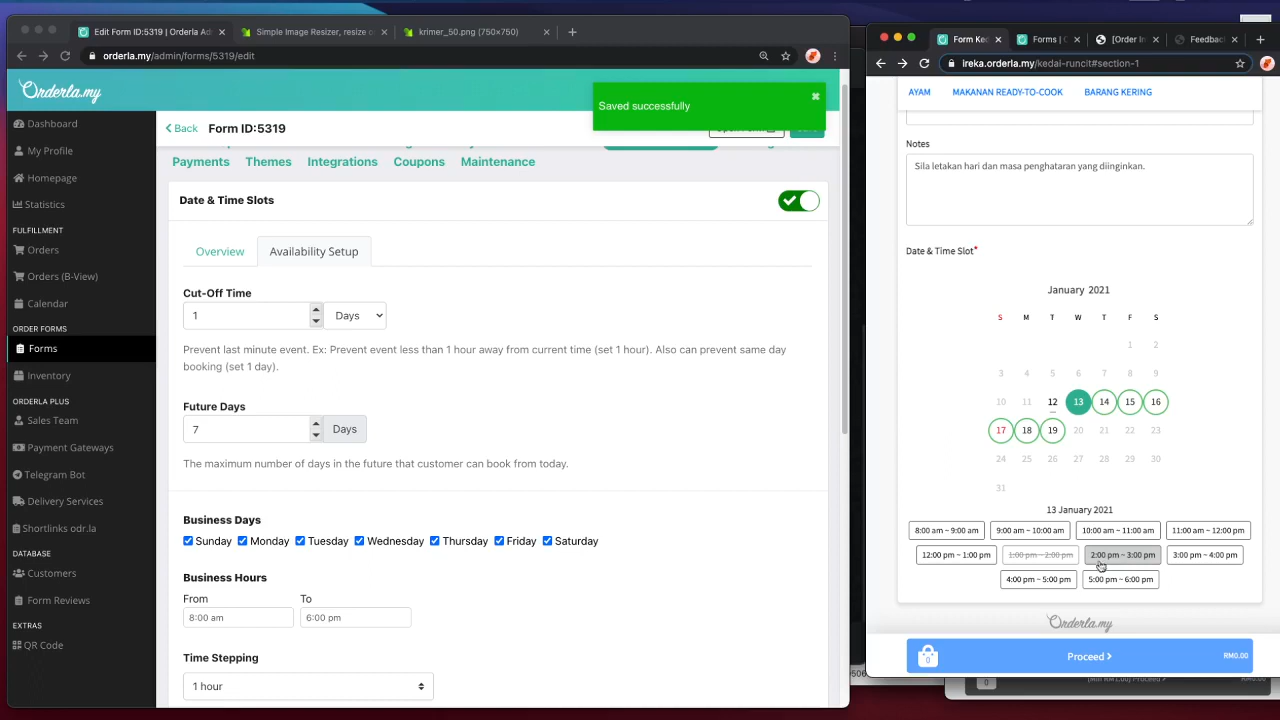 Edit Form ID:5319 | Orderla Ad
Simple Image Resizer, resize o
krimer_50.png (750×750)
orderla.my/admin/forms/5319/edit
Orderla.my
Saved successfully
Back
Form ID:5319
Dashboard
My Profile
Homepage
Statistics
FULFILLMENT
Orders
Orders (B-View)
Calendar
ORDER FORMS
Forms
Inventory
ORDERLA PLUS
Sales Team
Payment Gateways
Telegram Bot
Delivery Services
Shortlinks odr.la
DATABASE
Customers
Form Reviews
EXTRAS
QR Code
Payments
Themes
Integrations
Coupons
Maintenance
Date & Time Slots
Overview
Availability Setup
Cut-Off Time
1
Days
Prevent last minute event. Ex: Prevent event less than 1 hour away from current time (set 1 hour). Also can prevent same day
booking (set 1 day).
Future Days
7
Days
The maximum number of days in the future that customer can book from today.
Business Days
Sunday Monday Tuesday Wednesday Thursday Friday Saturday
Business Hours
From To
8:00 am 6:00 pm
Time Stepping
1 hour
Form Ked
Forms | O
[Order In
Feedback
ireka.orderla.my/kedai-runcit#section-1
AYAM MAKANAN READY-TO-COOK BARANG KERING
Notes
Sila letakan hari dan masa penghataran yang diinginkan.
Date & Time Slot*
January 2021
S M T W T F S
1 2
3 4 5 6 7 8 9
10 11 12 13 14 15 16
17 18 19 20 21 22 23
24 25 26 27 28 29 30
31
13 January 2021
8:00 am ~ 9:00 am 9:00 am ~ 10:00 am 10:00 am ~ 11:00 am 11:00 am ~ 12:00 pm
12:00 pm ~ 1:00 pm 1:00 pm ~ 2:00 pm 2:00 pm ~ 3:00 pm 3:00 pm ~ 4:00 pm
4:00 pm ~ 5:00 pm 5:00 pm ~ 6:00 pm
Orderla.my
0
Proceed
RM0.00